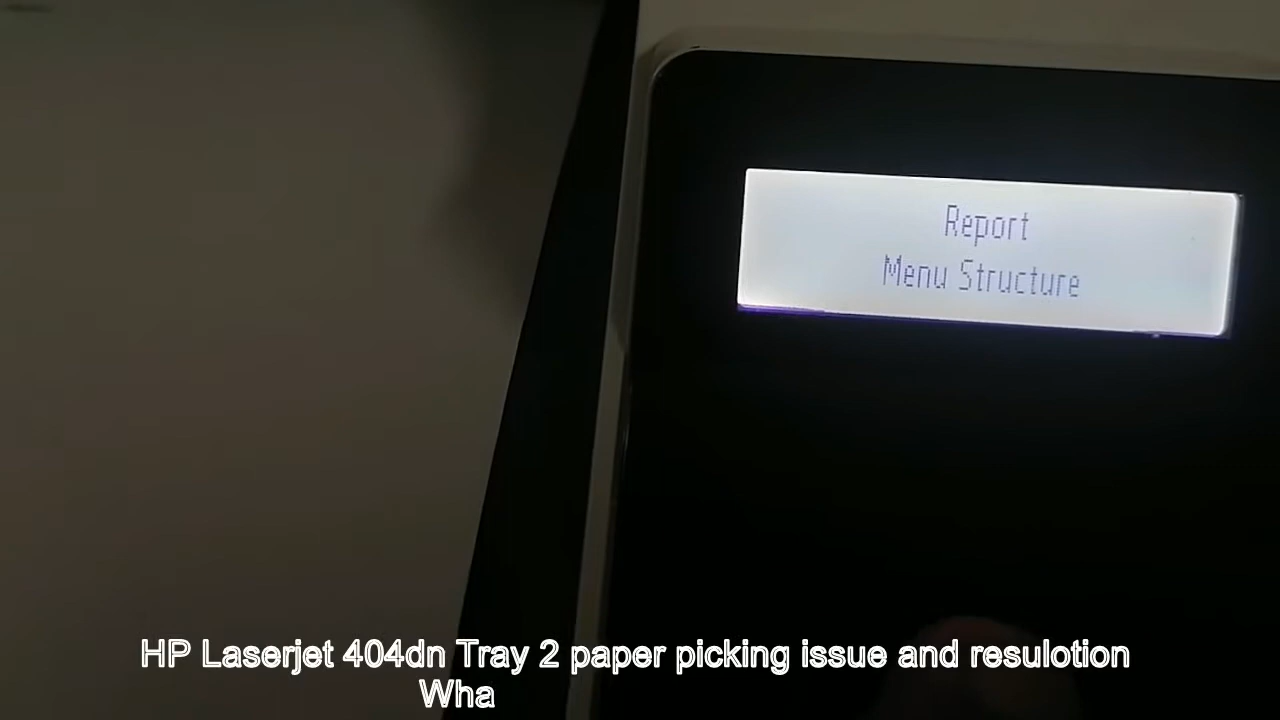 Report
Menu Structure
HP Laserjet 404dn Tray 2 paper picking issue and resulotion
Wha